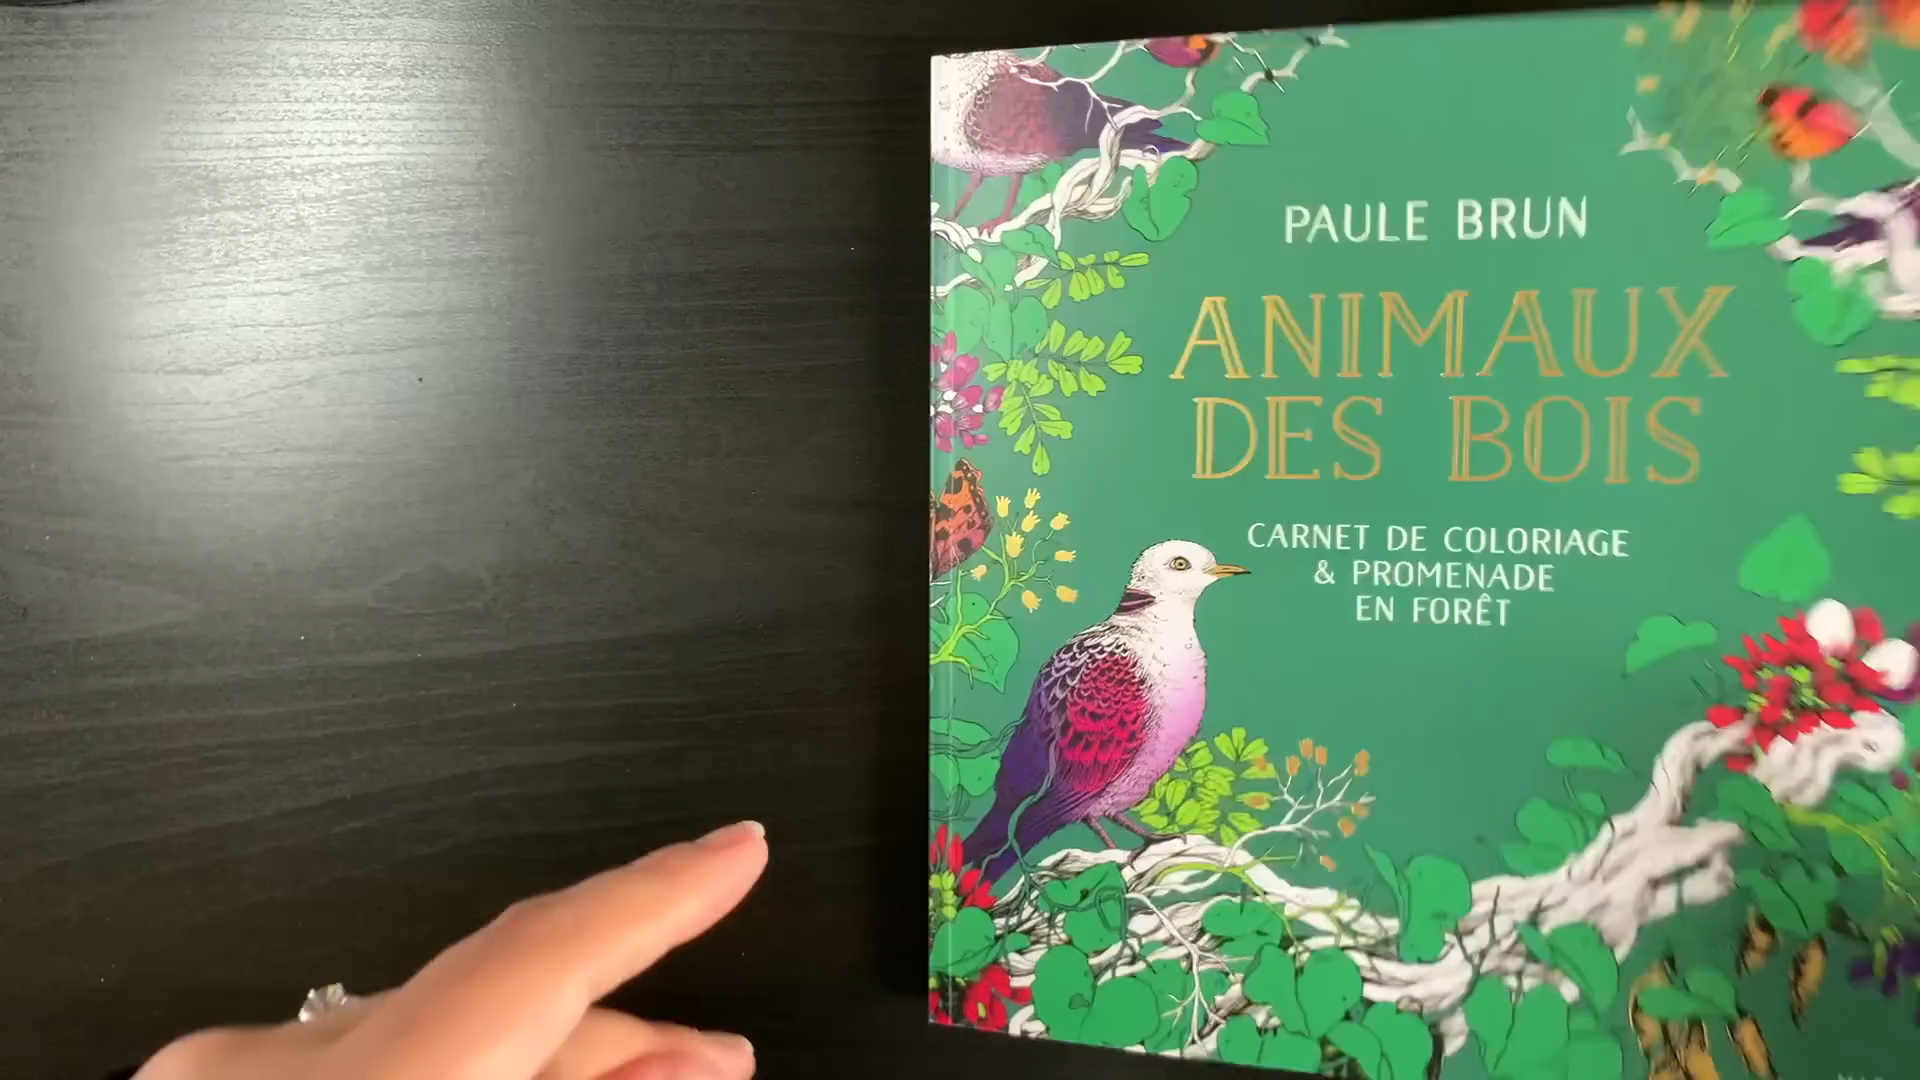 PAULE BRUN
ANIMAUX
DES BOIS
CARNET DE COLORIAGE
& PROMENADE
EN FORÊT